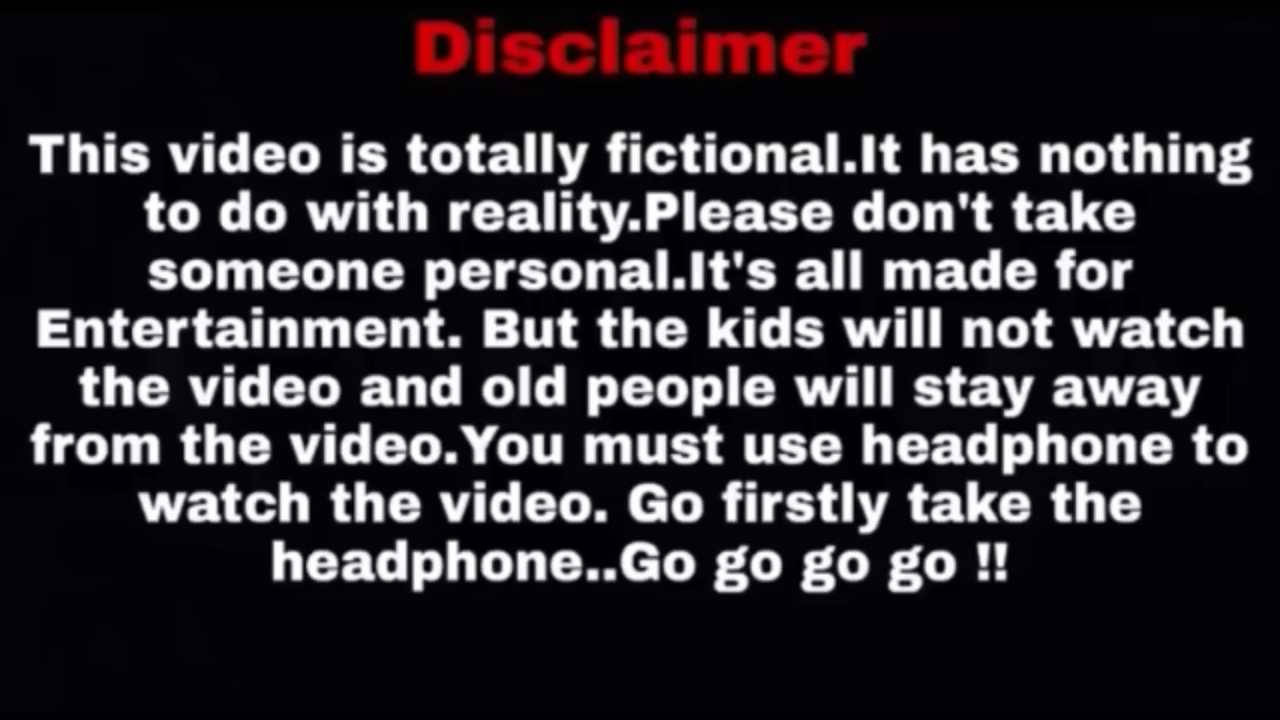 Disclaimer
This video is totally fictional.It has nothing
to do with reality.Please don't take
someone personal.It's all made for
Entertainment. But the kids will not watch
the video and old people will stay away
from the video.You must use headphone to
watch the video. Go firstly take the
headphone..Go go go go !!